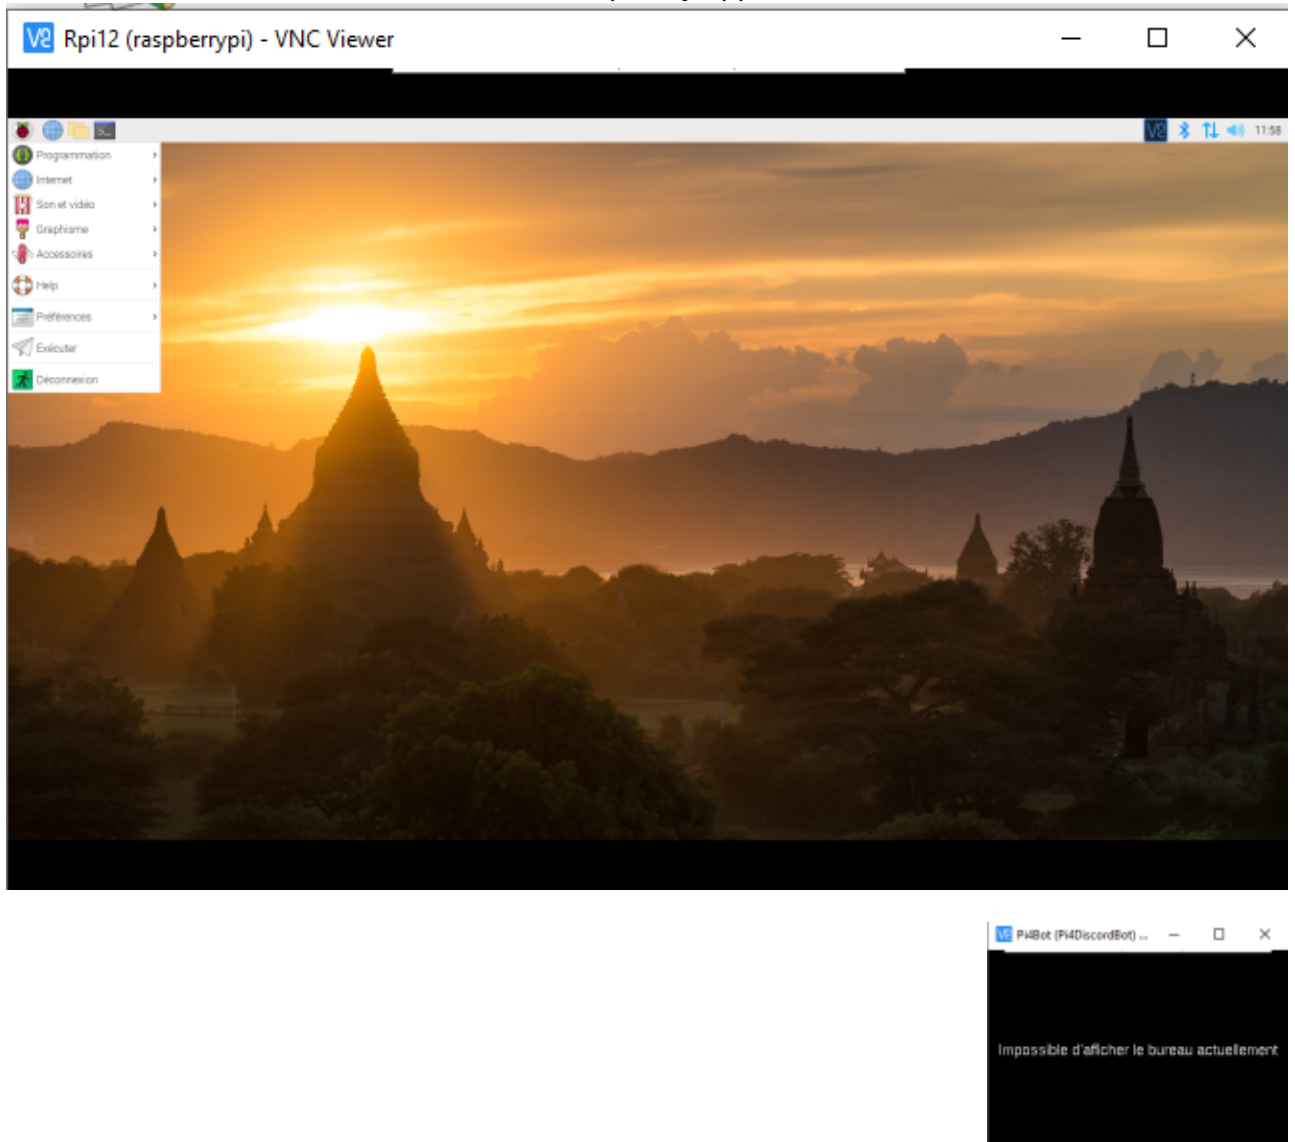 Rpi12 (raspberrypi) - VNC Viewer
11:58
Programmation
Internet
Son et vidéo
Graphisme
Accessoires
Help
Préférences
Exécuter
Déconnexion
Pi4Bot (Pi4DiscordBot) ...
Impossible d'afficher le bureau actuellement